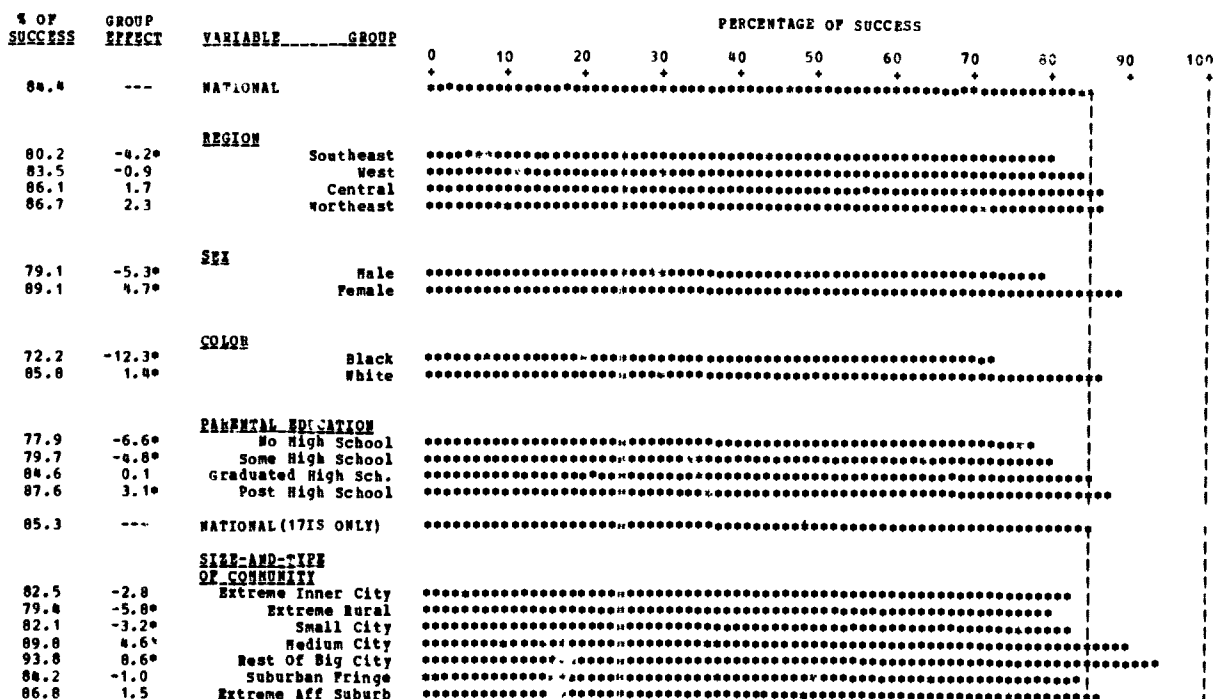 % OF GROUP PERCENTAGE OF SUCCESS
SUCCESS EFFECT VARIABLE GROUP
0 10 20 30 40 50 60 70 80 90 100
84.4 --- NATIONAL
REGION
80.2 -4.2* Southeast
83.5 -0.9 West
86.1 1.7 Central
86.7 2.3 Northeast
SEX
79.1 -5.3* Male
89.1 4.7* Female
COLOR
72.2 -12.3* Black
85.8 1.4* White
PARENTAL EDUCATION
77.9 -6.6* No High School
79.7 -4.8* Some High School
84.6 0.1 Graduated High Sch.
87.6 3.1* Post High School
85.3 --- NATIONAL(17IS ONLY)
SIZE-AND-TYPE
OF COMMUNITY
82.5 -2.8 Extreme Inner City
79.4 -5.8* Extreme Rural
82.1 -3.2* Small City
89.8 4.6* Medium City
93.8 8.6* Rest Of Big City
84.2 -1.0 Suburban Fringe
86.8 1.5 Extreme Aff Suburb